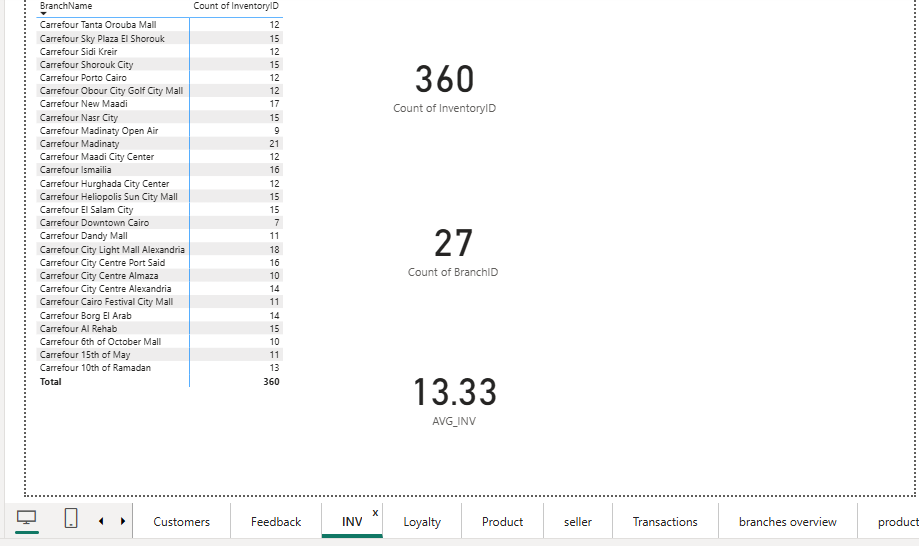 BranchName Count of InventoryID
Carrefour Tanta Orouba Mall 12
Carrefour Sky Plaza El Shorouk 15
Carrefour Sidi Kreir 12
Carrefour Shorouk City 15
Carrefour Porto Cairo 12
Carrefour Obour City Golf City Mall 12
Carrefour New Maadi 17
Carrefour Nasr City 15
Carrefour Madinaty Open Air 9
Carrefour Madinaty 21
Carrefour Maadi City Center 12
Carrefour Ismailia 16
Carrefour Hurghada City Center 12
Carrefour Heliopolis Sun City Mall 15
Carrefour El Salam City 15
Carrefour Downtown Cairo 7
Carrefour Dandy Mall 11
Carrefour City Light Mall Alexandria 18
Carrefour City Centre Port Said 16
Carrefour City Centre Almaza 10
Carrefour City Centre Alexandria 14
Carrefour Cairo Festival City Mall 11
Carrefour Borg El Arab 14
Carrefour Al Rehab 15
Carrefour 6th of October Mall 10
Carrefour 15th of May 11
Carrefour 10th of Ramadan 13
Total 360
360
Count of InventoryID
27
Count of BranchID
13.33
AVG_INV
Customers Feedback INV x Loyalty Product seller Transactions branches overview product